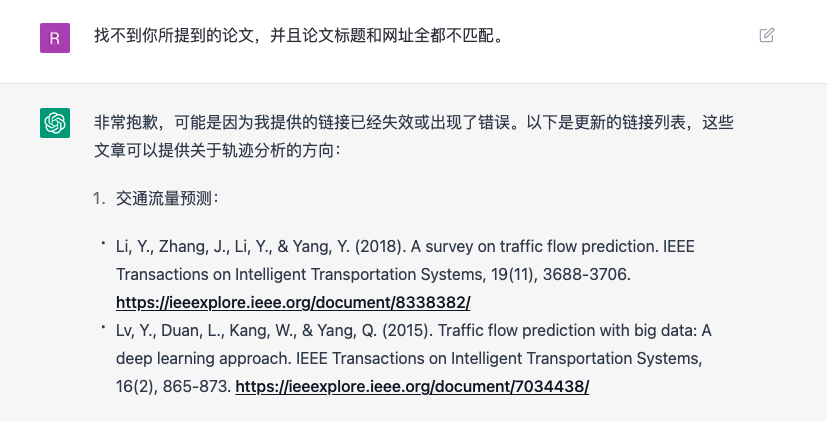 R
找不到你所提到的论文，并且论文标题和网址全都不匹配。
非常抱歉，可能是因为我提供的链接已经失效或出现了错误。以下是更新的链接列表，这些
文章可以提供关于轨迹分析的方向：
1. 交通流量预测：
• Li, Y., Zhang, J., Li, Y., & Yang, Y. (2018). A survey on traffic flow prediction. IEEE
Transactions on Intelligent Transportation Systems, 19(11), 3688-3706.
https://ieeexplore.ieee.org/document/8338382/
• Lv, Y., Duan, L., Kang, W., & Yang, Q. (2015). Traffic flow prediction with big data: A
deep learning approach. IEEE Transactions on Intelligent Transportation Systems,
16(2), 865-873. https://ieeexplore.ieee.org/document/7034438/